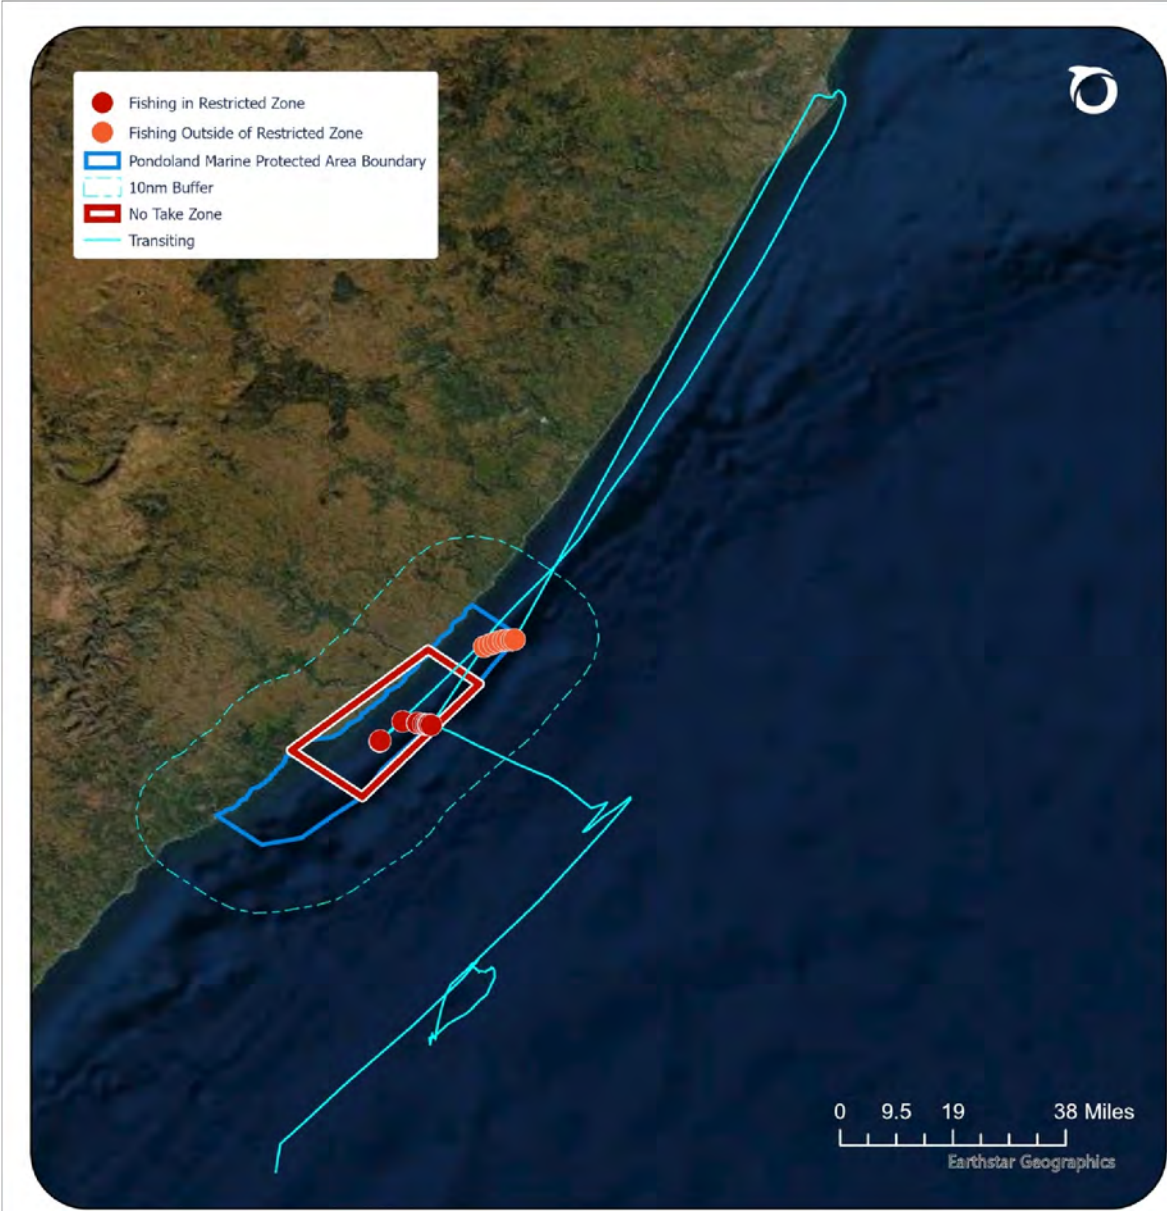 Fishing in Restricted Zone
Fishing Outside of Restricted Zone
Pondoland Marine Protected Area Boundary
10nm Buffer
No Take Zone
Transiting
0 9.5 19 38 Miles
Earthstar Geographics